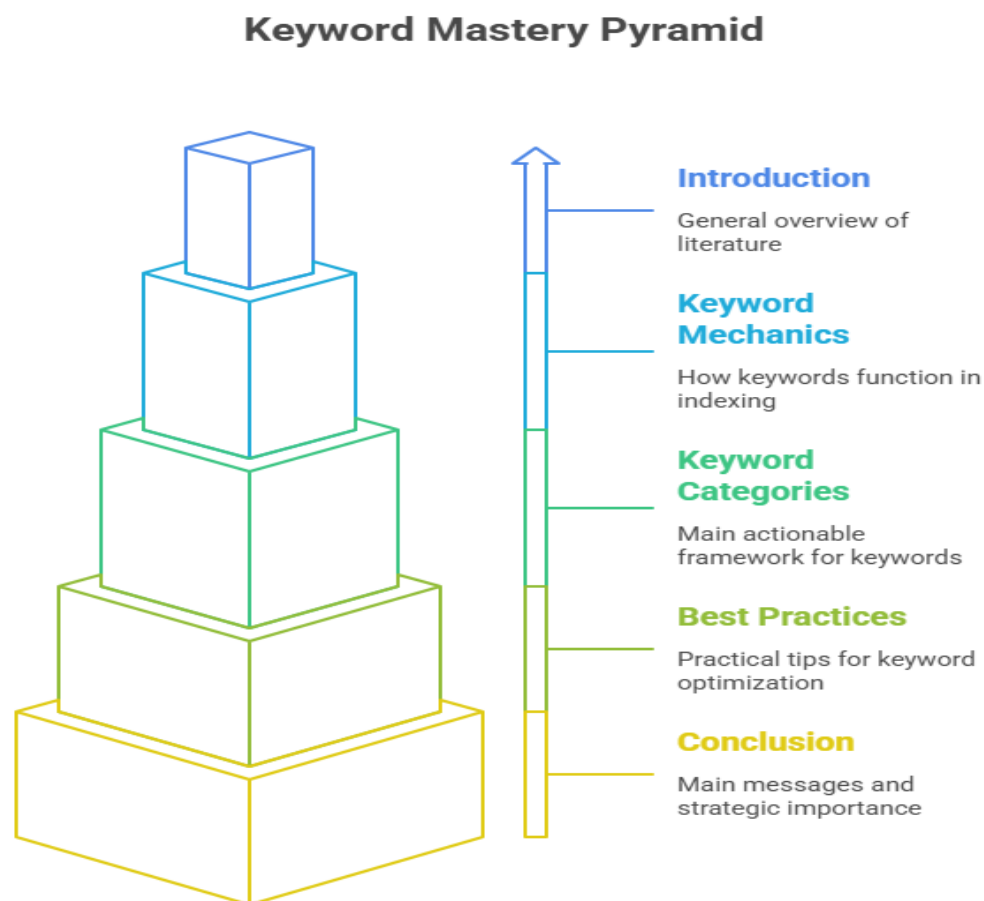 Keyword Mastery Pyramid
Introduction
General overview of
literature
Keyword
Mechanics
How keywords function in
indexing
Keyword
Categories
Main actionable
framework for keywords
Best Practices
Practical tips for keyword
optimization
Conclusion
Main messages and
strategic importance